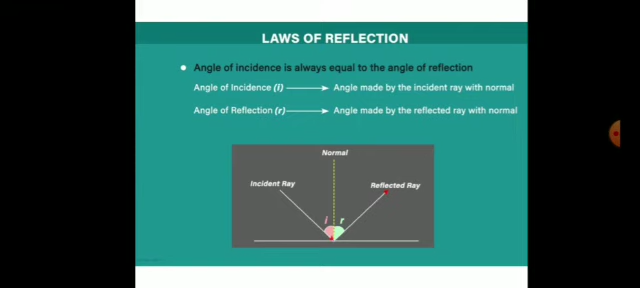 LAWS OF REFLECTION
Angle of incidence is always equal to the angle of reflection
Angle of Incidence (i) Angle made by the incident ray with normal
Angle of Reflection (r) Angle made by the reflected ray with normal
Normal
Incident Ray
Reflected Ray
i r